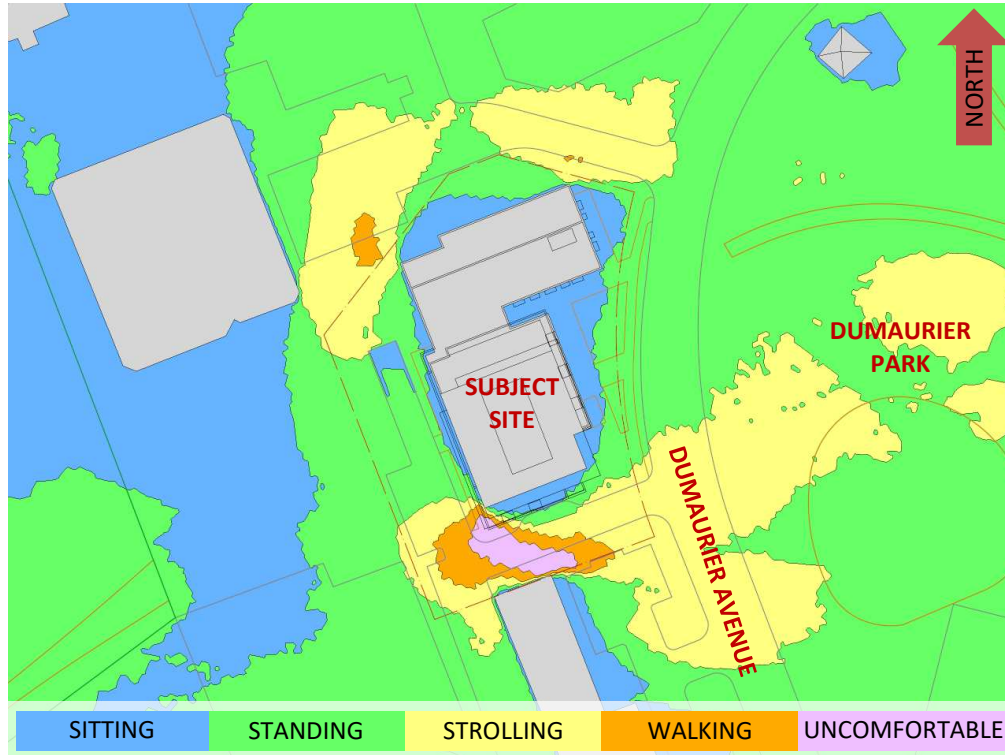 NORTH
DUMAURIER
PARK
SUBJECT
SITE
DUMAURIER AVENUE
SITTING
STANDING
STROLLING
WALKING
UNCOMFORTABLE